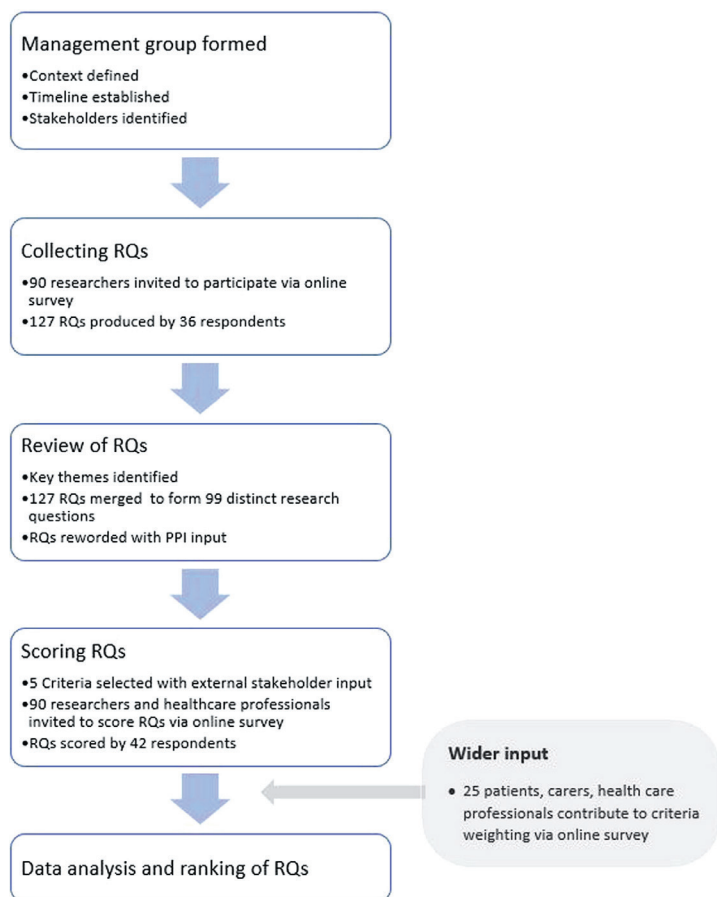 Management group formed
•Context defined
•Timeline established
•Stakeholders identified
Collecting RQs
•90 researchers invited to participate via online
survey
•127 RQs produced by 36 respondents
Review of RQs
•Key themes identified
•127 RQs merged to form 99 distinct research
questions
•RQs reworded with PPI input
Scoring RQs
•5 Criteria selected with external stakeholder input
•90 researchers and healthcare professionals
invited to score RQs via online survey
•RQs scored by 42 respondents
Wider input
• 25 patients, carers, health care
professionals contribute to criteria
weighting via online survey
Data analysis and ranking of RQs